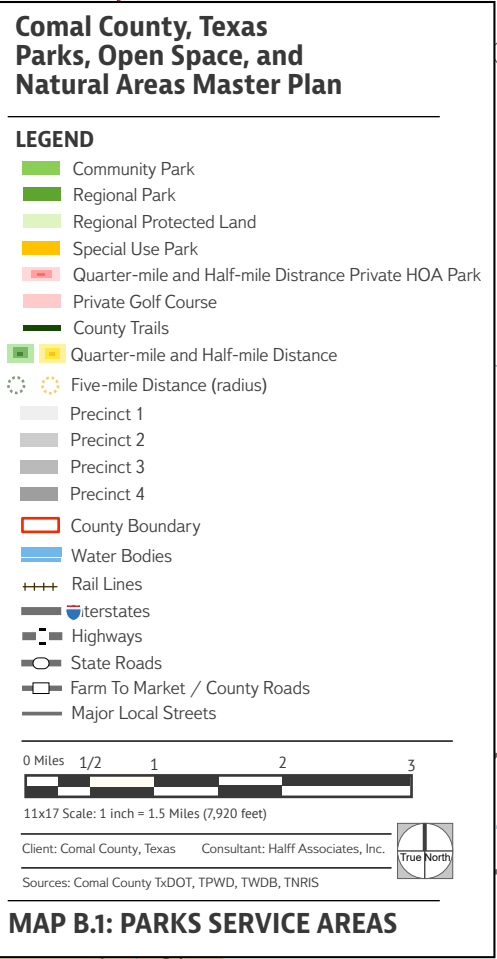 Comal County, Texas
Parks, Open Space, and
Natural Areas Master Plan
LEGEND
Community Park
Regional Park
Regional Protected Land
Special Use Park
Quarter-mile and Half-mile Distrance Private HOA Park
Private Golf Course
County Trails
Quarter-mile and Half-mile Distance
Five-mile Distance (radius)
Precinct 1
Precinct 2
Precinct 3
Precinct 4
County Boundary
Water Bodies
Rail Lines
terstates
Highways
State Roads
Farm To Market / County Roads
Major Local Streets
0 Miles 1/2 1 2 3
11x17 Scale: 1 inch = 1.5 Miles (7,920 feet)
Client: Comal County, Texas Consultant: Halff Associates, Inc.
True North
Sources: Comal County TxDOT, TPWD, TWDB, TNRIS
MAP B.1: PARKS SERVICE AREAS